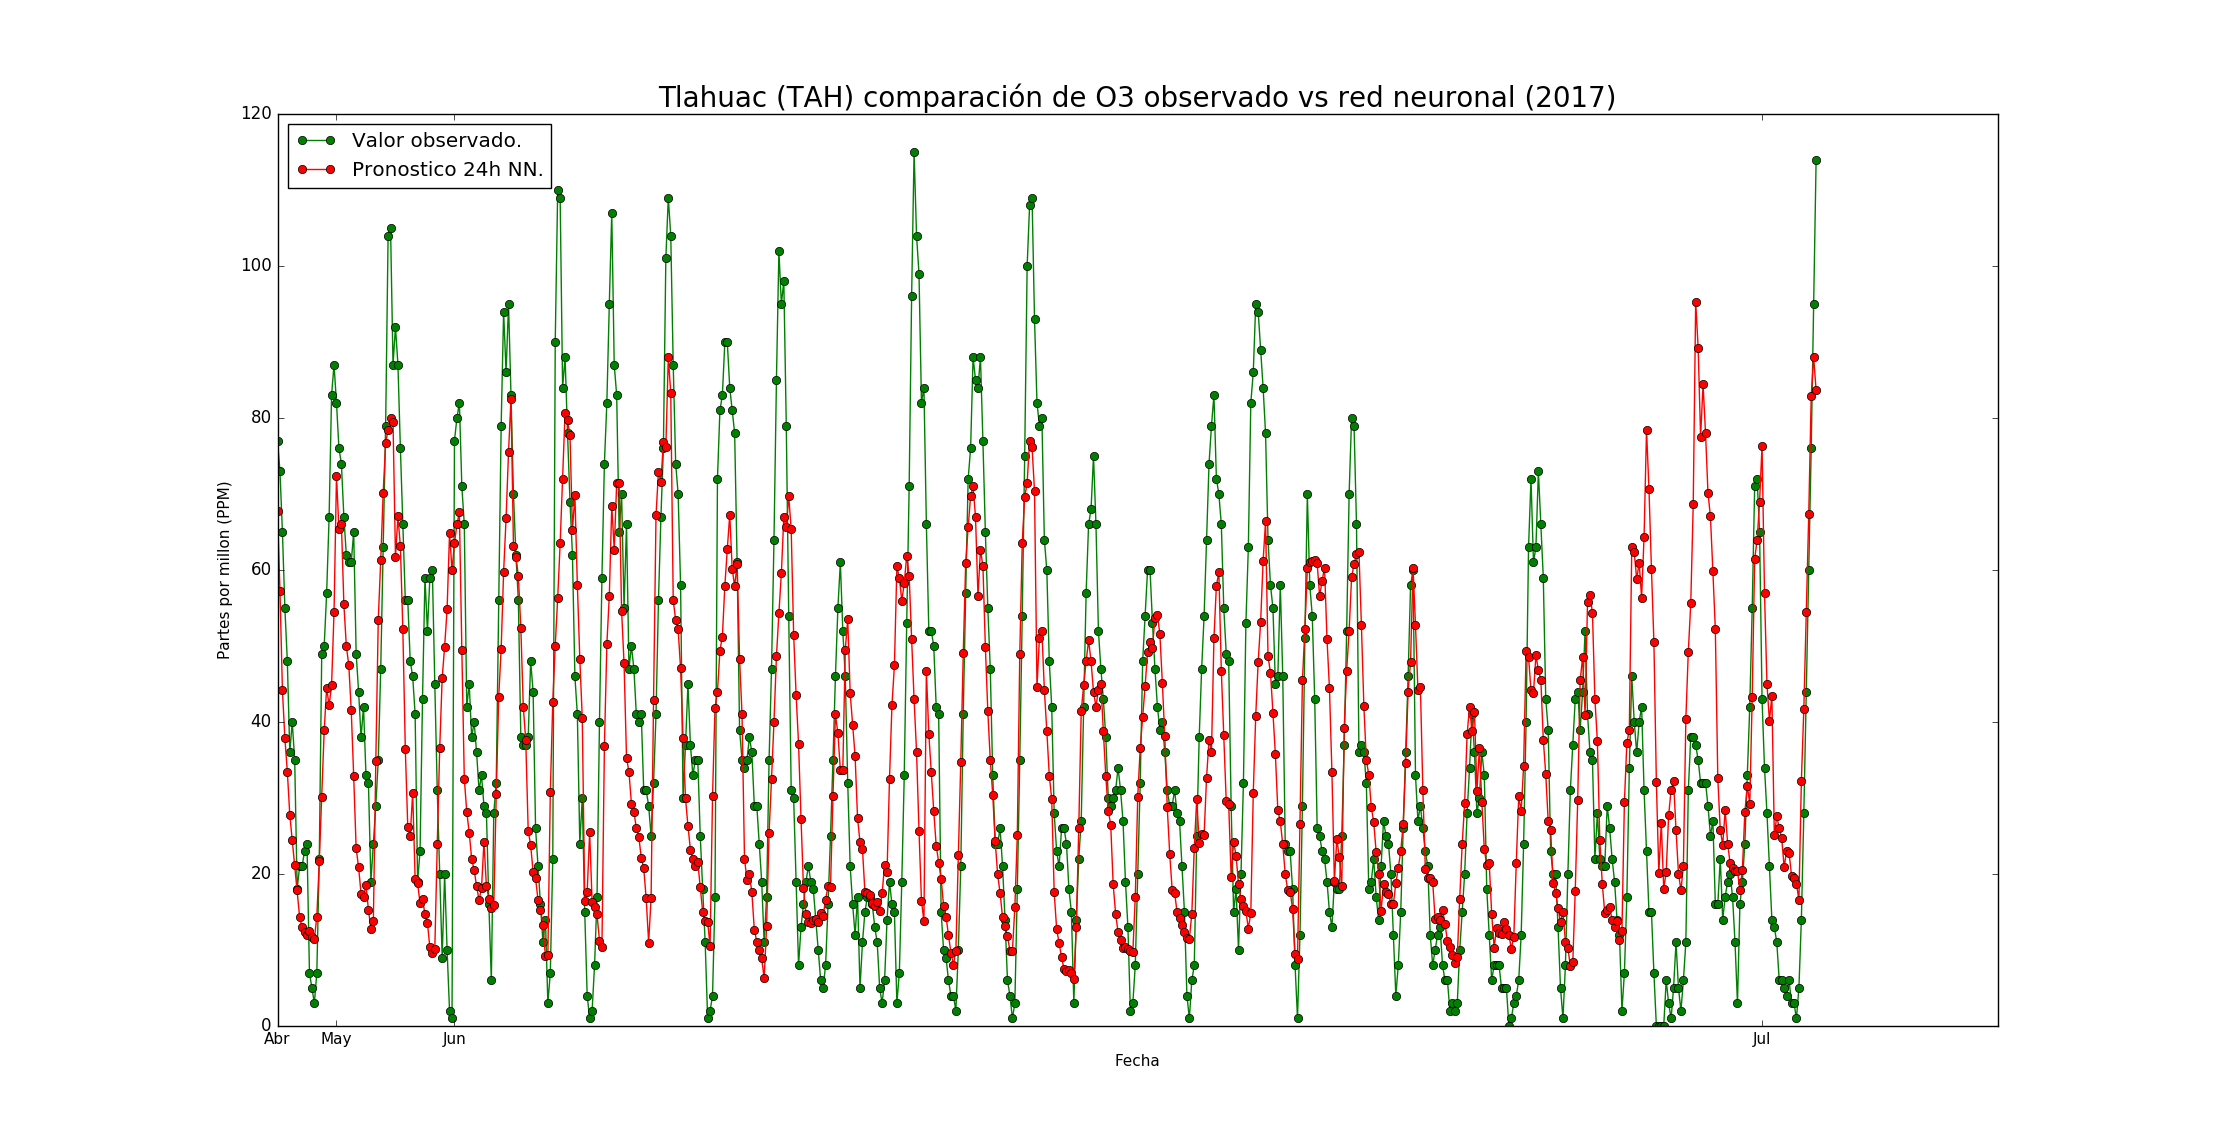 Tlahuac (TAH) comparación de O3 observado vs red neuronal (2017)
Valor observado.
Pronostico 24h NN.
120
100
80
60
40
20
0
Partes por millon (PPM)
Abr May Jun Jul
Fecha